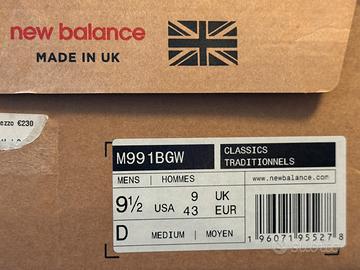 new balance
MADE IN UK
ezzo €230
M991BGW
CLASSICS
TRADITIONNELS
MENS | HOMMES
www.newbalance.com
9½ USA 9 UK
43 EUR
D MEDIUM | MOYEN
1 96071 95527 8